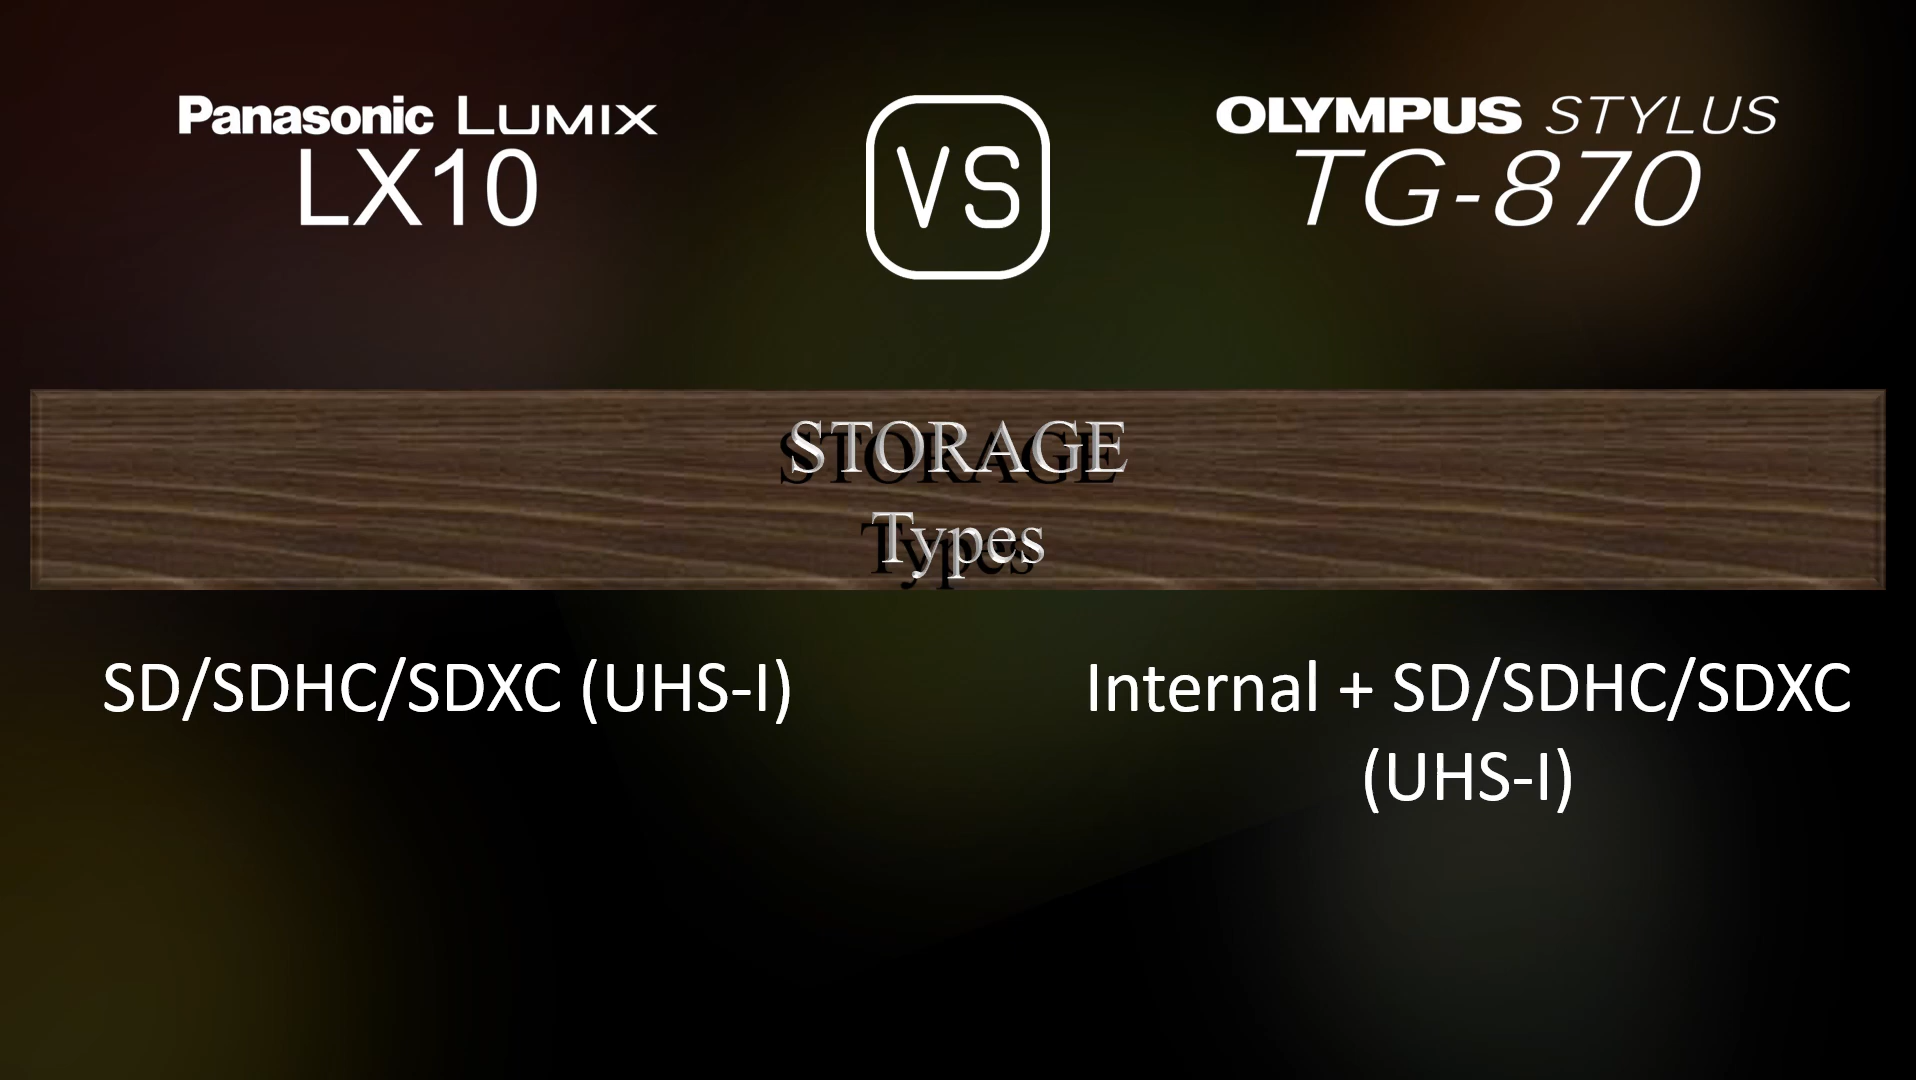 Panasonic LUMIX
LX10
VS
OLYMPUS STYLUS
TG-870
STORAGE
Types
SD/SDHC/SDXC (UHS-I)
Internal + SD/SDHC/SDXC
(UHS-I)